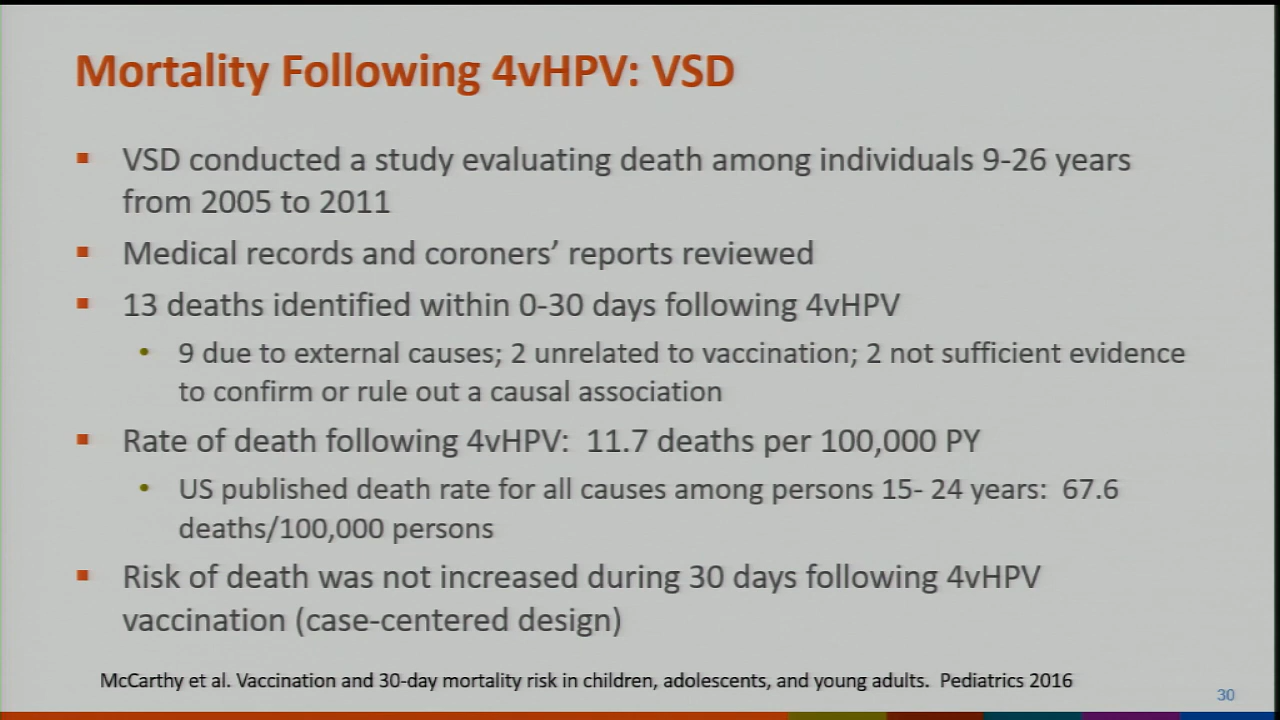 Mortality Following 4vHPV: VSD
▪ VSD conducted a study evaluating death among individuals 9-26 years
from 2005 to 2011
▪ Medical records and coroners’ reports reviewed
▪ 13 deaths identified within 0-30 days following 4vHPV
• 9 due to external causes; 2 unrelated to vaccination; 2 not sufficient evidence
to confirm or rule out a causal association
▪ Rate of death following 4vHPV: 11.7 deaths per 100,000 PY
• US published death rate for all causes among persons 15- 24 years: 67.6
deaths/100,000 persons
▪ Risk of death was not increased during 30 days following 4vHPV
vaccination (case-centered design)
McCarthy et al. Vaccination and 30-day mortality risk in children, adolescents, and young adults. Pediatrics 2016
30